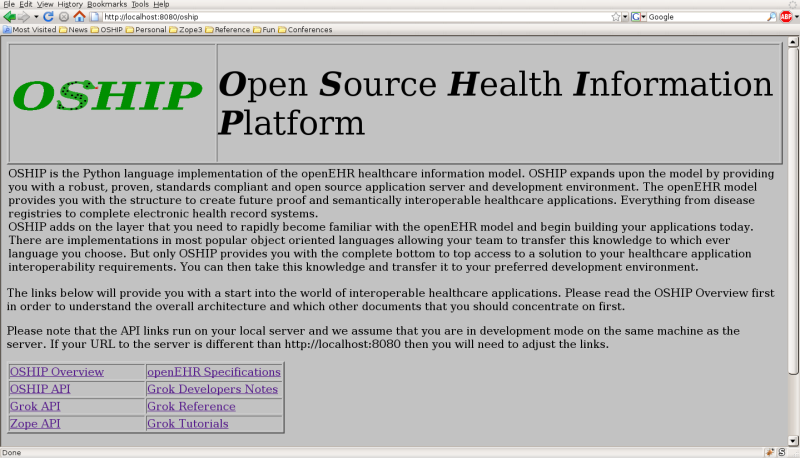 File Edit View History Bookmarks Tools Help
http://localhost:8080/oship
Google
ABP
Most Visited News OSHIP Personal Zope3 Reference Fun Conferences
OSHIP
Open Source Health Information
Platform
OSHIP is the Python language implementation of the openEHR healthcare information model. OSHIP expands upon the model by providing
you with a robust, proven, standards compliant and open source application server and development environment. The openEHR model
provides you with the structure to create future proof and semantically interoperable healthcare applications. Everything from disease
registries to complete electronic health record systems.
OSHIP adds on the layer that you need to rapidly become familiar with the openEHR model and begin building your applications today.
There are implementations in most popular object oriented languages allowing your team to transfer this knowledge to which ever
language you choose. But only OSHIP provides you with the complete bottom to top access to a solution to your healthcare application
interoperability requirements. You can then take this knowledge and transfer it to your preferred development environment.
The links below will provide you with a start into the world of interoperable healthcare applications. Please read the OSHIP Overview first
in order to understand the overall architecture and which other documents that you should concentrate on first.
Please note that the API links run on your local server and we assume that you are in development mode on the same machine as the
server. If your URL to the server is different than http://localhost:8080 then you will need to adjust the links.
OSHIP Overview openEHR Specifications
OSHIP API Grok Developers Notes
Grok API Grok Reference
Zope API Grok Tutorials
Done